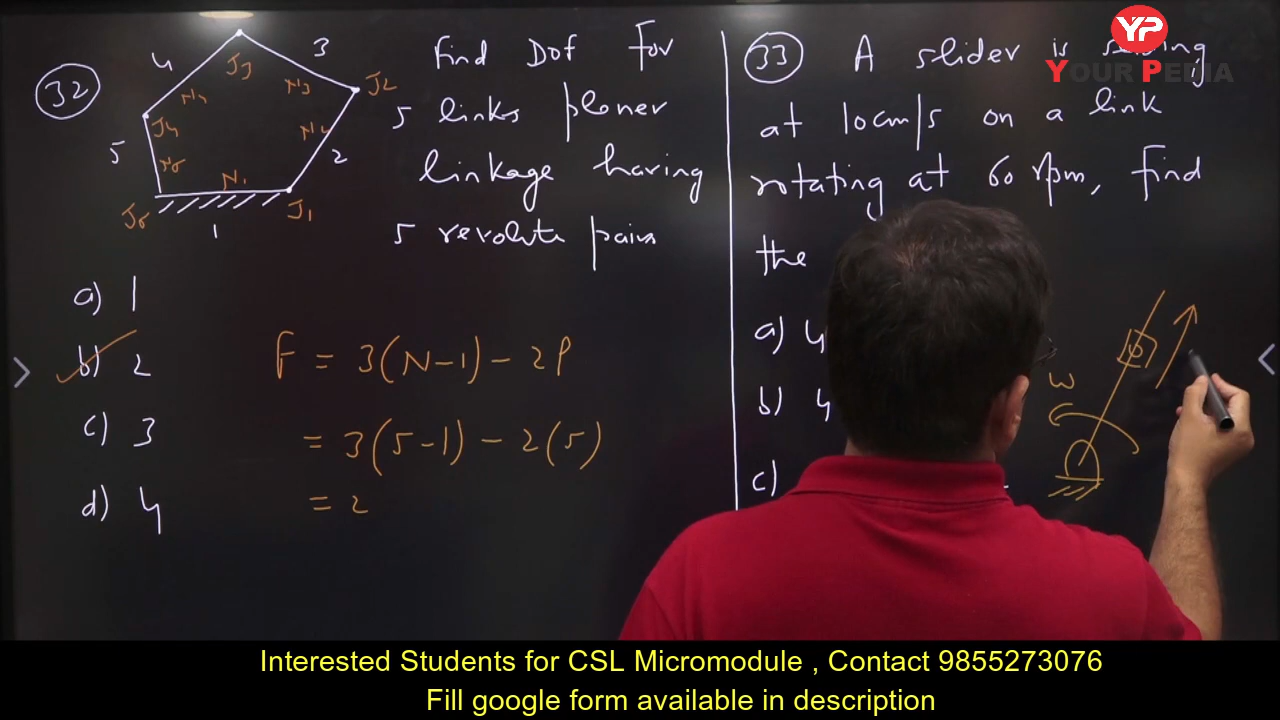 32
Find Dof For
5 links planer
linkage having
5 revolute pairs
4
3
J3
N4
N3
J2
J4
N2
5
2
N5
N1
J5
J1
1
a) 1
b) 2
c) 3
d) 4
F = 3(N-1) - 2P
= 3(5-1) - 2(5)
= 2
33 A slider is
at 10cm/s on a link
rotating at 60 rpm, find
the
a) 4
b) 4
c)
ω
YP
YOUR PEDIA
Interested Students for CSL Micromodule , Contact 9855273076
Fill google form available in description